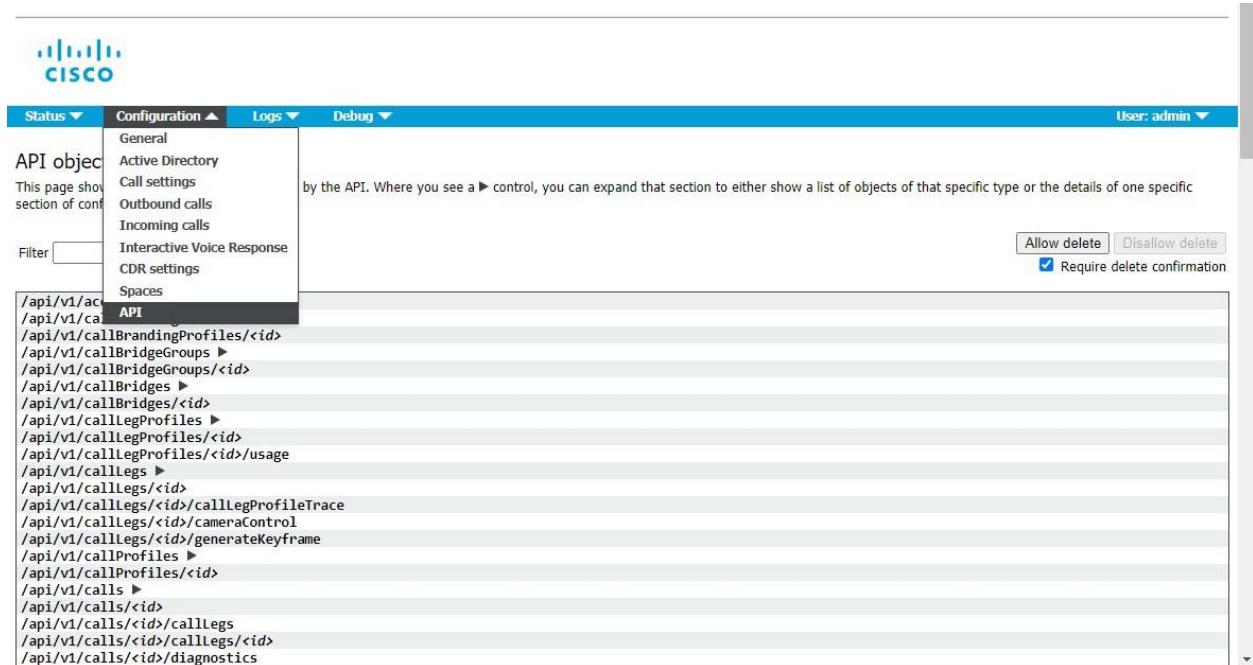 CISCO
Status ▼ Configuration ▲ Logs ▼ Debug ▼ User: admin ▼
General
Active Directory
Call settings
Outbound calls
Incoming calls
Interactive Voice Response
CDR settings
Spaces
API
API objec
This page shov by the API. Where you see a ▶ control, you can expand that section to either show a list of objects of that specific type or the details of one specific
section of conf
Filter Allow delete Disallow delete
Require delete confirmation
/api/v1/acc
/api/v1/cal
/api/v1/callBrandingProfiles/<id>
/api/v1/callBridgeGroups ▶
/api/v1/callBridgeGroups/<id>
/api/v1/callBridges ▶
/api/v1/callBridges/<id>
/api/v1/callLegProfiles ▶
/api/v1/callLegProfiles/<id>
/api/v1/callLegProfiles/<id>/usage
/api/v1/callLegs ▶
/api/v1/callLegs/<id>
/api/v1/callLegs/<id>/callLegProfileTrace
/api/v1/callLegs/<id>/cameraControl
/api/v1/callLegs/<id>/generateKeyframe
/api/v1/callProfiles ▶
/api/v1/callProfiles/<id>
/api/v1/calls ▶
/api/v1/calls/<id>
/api/v1/calls/<id>/callLegs
/api/v1/calls/<id>/callLegs/<id>
/api/v1/calls/<id>/diagnostics